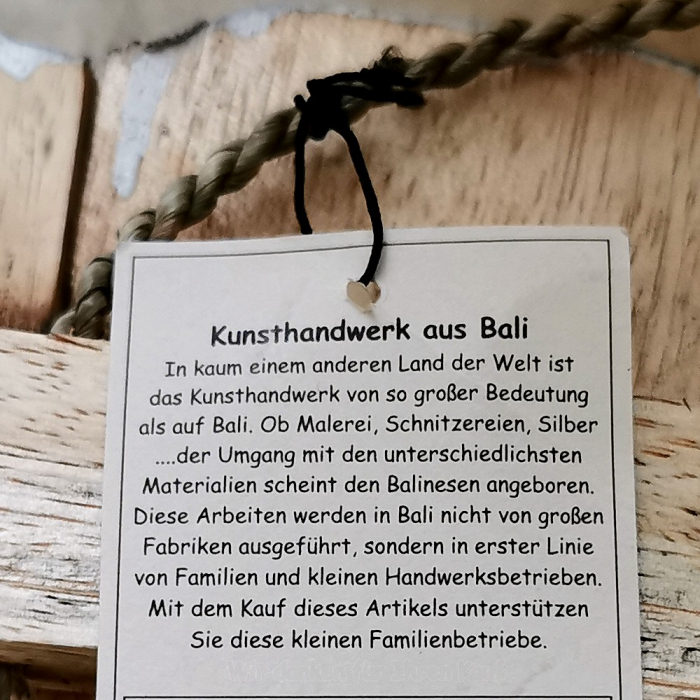 Kunsthandwerk aus Bali
In kaum einem anderen Land der Welt ist
das Kunsthandwerk von so großer Bedeutung
als auf Bali. Ob Malerei, Schnitzereien, Silber
....der Umgang mit den unterschiedlichsten
Materialien scheint den Balinesen angeboren.
Diese Arbeiten werden in Bali nicht von großen
Fabriken ausgeführt, sondern in erster Linie
von Familien und kleinen Handwerksbetrieben.
Mit dem Kauf dieses Artikels unterstützen
Sie diese kleinen Familienbetriebe.